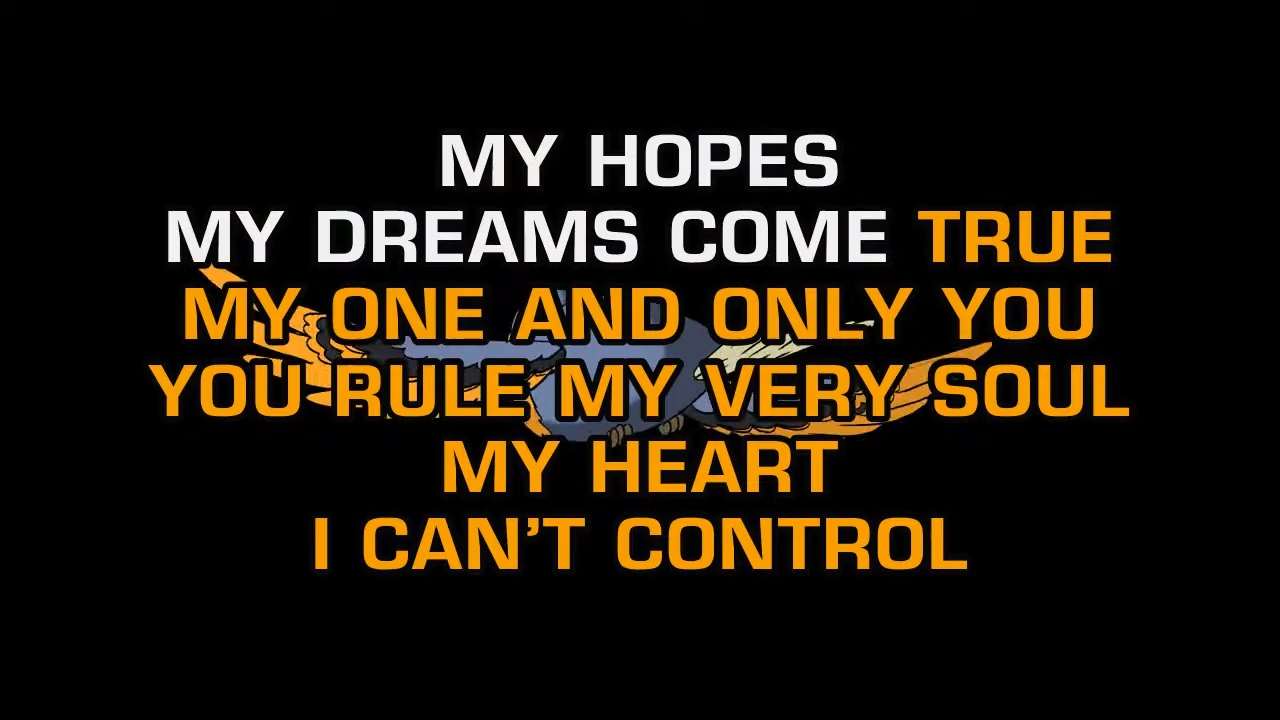 MY HOPES
MY DREAMS COME TRUE
MY ONE AND ONLY YOU
YOU RULE MY VERY SOUL
MY HEART
I CAN’T CONTROL